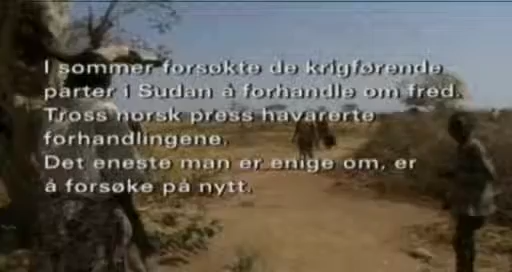 I sommer forsøkte de krigførende
parter i Sudan å forhandle om fred.
Tross norsk press havarerte
forhandlingene.
Det eneste man er enige om, er
å forsøke på nytt.